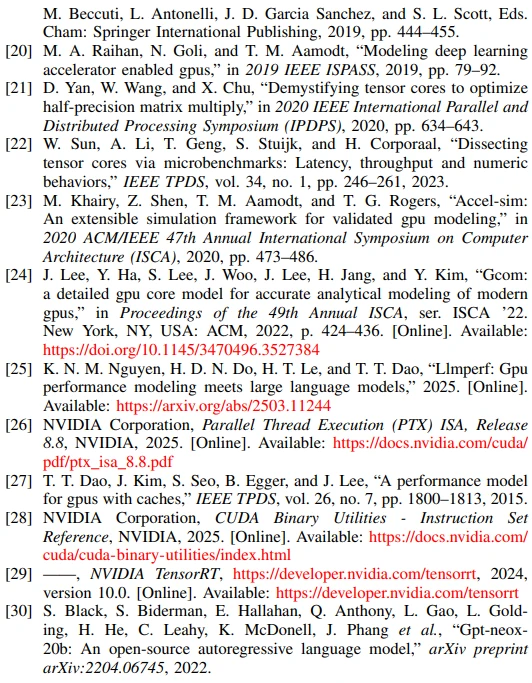 M. Beccuti, L. Antonelli, J. D. Garcia Sanchez, and S. L. Scott, Eds.
Cham: Springer International Publishing, 2019, pp. 444–455.
[20] M. A. Raihan, N. Goli, and T. M. Aamodt, “Modeling deep learning
accelerator enabled gpus,” in 2019 IEEE ISPASS, 2019, pp. 79–92.
[21] D. Yan, W. Wang, and X. Chu, “Demystifying tensor cores to optimize
half-precision matrix multiply,” in 2020 IEEE International Parallel and
Distributed Processing Symposium (IPDPS), 2020, pp. 634–643.
[22] W. Sun, A. Li, T. Geng, S. Stuijk, and H. Corporaal, “Dissecting
tensor cores via microbenchmarks: Latency, throughput and numeric
behaviors,” IEEE TPDS, vol. 34, no. 1, pp. 246–261, 2023.
[23] M. Khairy, Z. Shen, T. M. Aamodt, and T. G. Rogers, “Accel-sim:
An extensible simulation framework for validated gpu modeling,” in
2020 ACM/IEEE 47th Annual International Symposium on Computer
Architecture (ISCA), 2020, pp. 473–486.
[24] J. Lee, Y. Ha, S. Lee, J. Woo, J. Lee, H. Jang, and Y. Kim, “Gcom:
a detailed gpu core model for accurate analytical modeling of modern
gpus,” in Proceedings of the 49th Annual ISCA, ser. ISCA ’22.
New York, NY, USA: ACM, 2022, p. 424–436. [Online]. Available:
https://doi.org/10.1145/3470496.3527384
[25] K. N. M. Nguyen, H. D. N. Do, H. T. Le, and T. T. Dao, “Llmperf: Gpu
performance modeling meets large language models,” 2025. [Online].
Available: https://arxiv.org/abs/2503.11244
[26] NVIDIA Corporation, Parallel Thread Execution (PTX) ISA, Release
8.8, NVIDIA, 2025. [Online]. Available: https://docs.nvidia.com/cuda/
pdf/ptx_isa_8.8.pdf
[27] T. T. Dao, J. Kim, S. Seo, B. Egger, and J. Lee, “A performance model
for gpus with caches,” IEEE TPDS, vol. 26, no. 7, pp. 1800–1813, 2015.
[28] NVIDIA Corporation, CUDA Binary Utilities - Instruction Set
Reference, NVIDIA, 2025. [Online]. Available: https://docs.nvidia.com/
cuda/cuda-binary-utilities/index.html
[29] ——, NVIDIA TensorRT, https://developer.nvidia.com/tensorrt, 2024,
version 10.0. [Online]. Available: https://developer.nvidia.com/tensorrt
[30] S. Black, S. Biderman, E. Hallahan, Q. Anthony, L. Gao, L. Gold-
ing, H. He, C. Leahy, K. McDonell, J. Phang et al., “Gpt-neox-
20b: An open-source autoregressive language model,” arXiv preprint
arXiv:2204.06745, 2022.